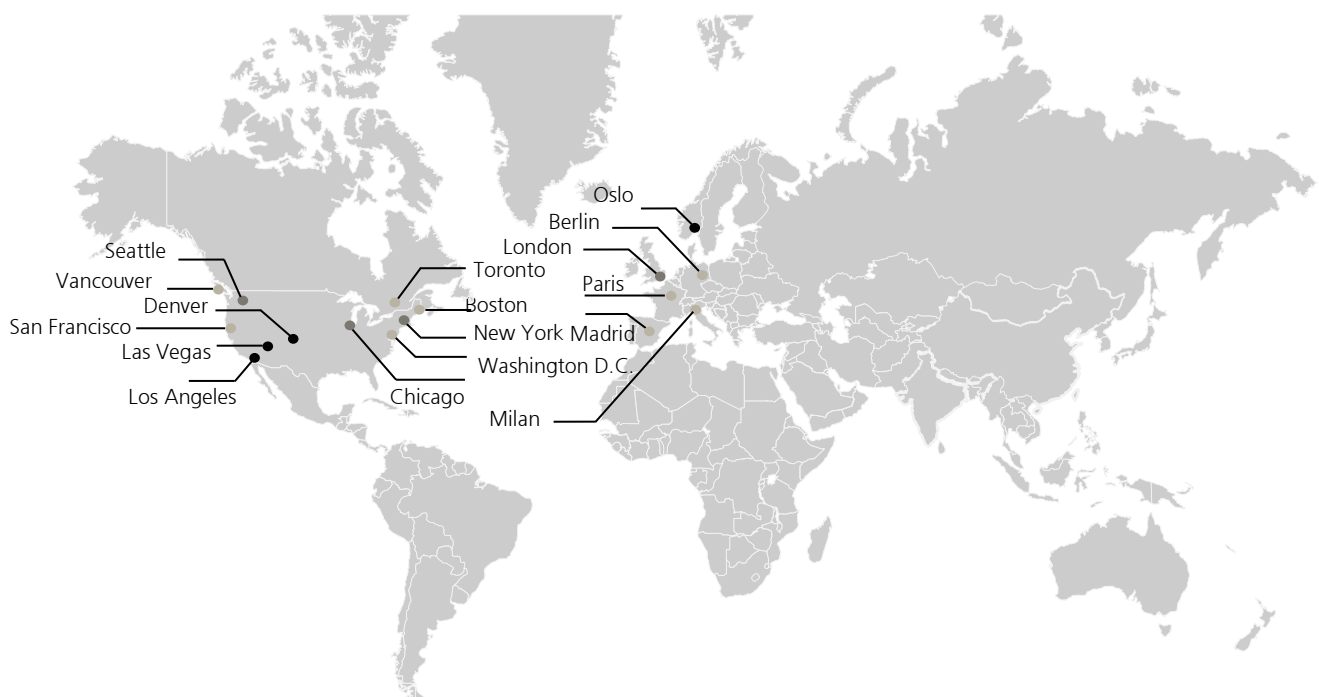 Oslo
Berlin
London
Seattle
Toronto
Vancouver
Paris
Denver
Boston
San Francisco
New York
Madrid
Las Vegas
Washington D.C.
Los Angeles
Chicago
Milan